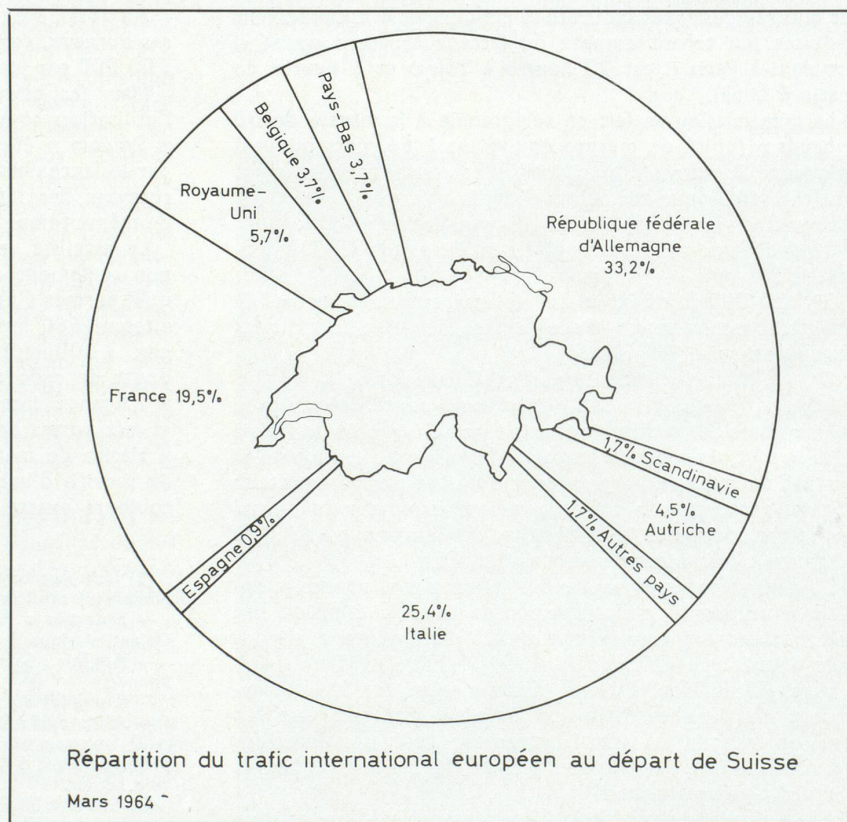 Pays-Bas 3,7%
Belgique 3,7%
Royaume-
Uni
5,7%
République fédérale
d'Allemagne
33,2%
France 19,5%
1,7% Scandinavie
4,5%
Autriche
1,7% Autres pays
Espagne 0,9%
25,4%
Italie
Répartition du trafic international européen au départ de Suisse
Mars 1964